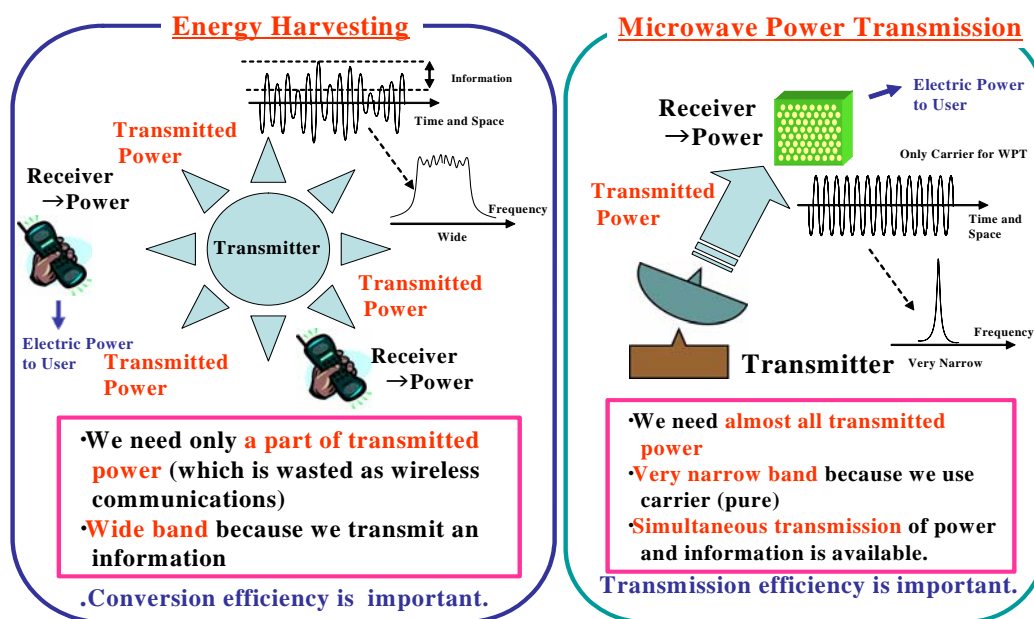 Energy Harvesting
Information
Time and Space
Transmitted
Power
Receiver
→Power
Frequency
Wide
Transmitter
Transmitted
Power
Electric Power
to User
Transmitted
Power
Receiver
→Power
·We need only a part of transmitted
power (which is wasted as wireless
communications)
·Wide band because we transmit an
information
.Conversion efficiency is important.
Microwave Power Transmission
Electric Power
to User
Receiver
→Power
Only Carrier for WPT
Transmitted
Power
Time and
Space
Frequency
Transmitter
Very Narrow
·We need almost all transmitted
power
·Very narrow band because we use
carrier (pure)
·Simultaneous transmission of power
and information is available.
Transmission efficiency is important.